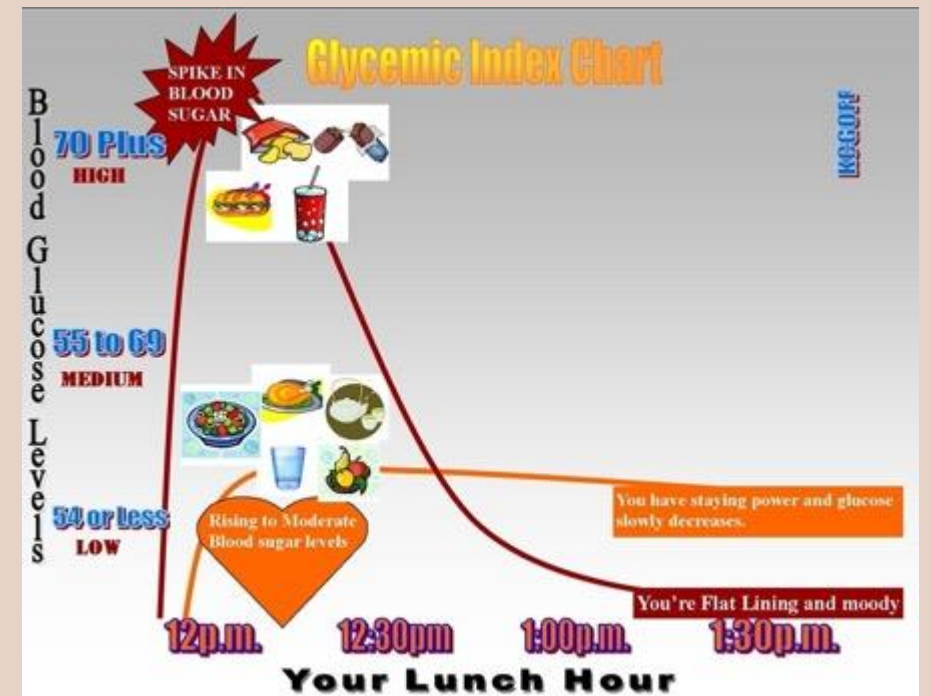 Glycemic Index Chart
SPIKE IN
BLOOD
SUGAR
Blood Glucose Levels
70 Plus
HIGH
KCGOFF
55 to 69
MEDIUM
54 or Less
LOW
Rising to Moderate
Blood sugar levels
You have staying power and glucose
slowly decreases.
You're Flat Lining and moody
12p.m. 12:30pm 1:00p.m. 1:30p.m.
Your Lunch Hour